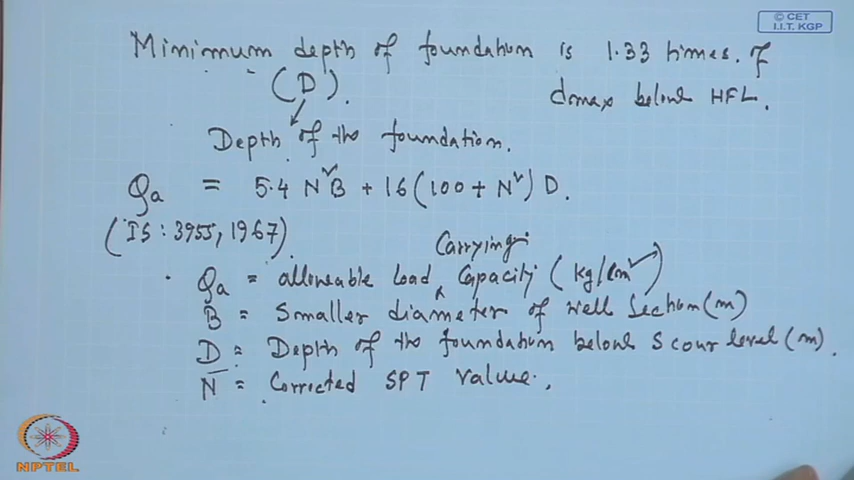 © CET
I.I.T. KGP
Minimum depth of foundation is 1.33 times. of
(D). dmax below HFL.
Depth of the foundation.
Qa = 5.4 N²B + 16 (100 + N²) D.
(IS : 3955, 1967)
Carrying
Qa = allowable load capacity (kg/m²)
B = Smaller diameter of well section (m)
D = Depth of the foundation below scour level (m).
N = Corrected SPT value.
NPTEL